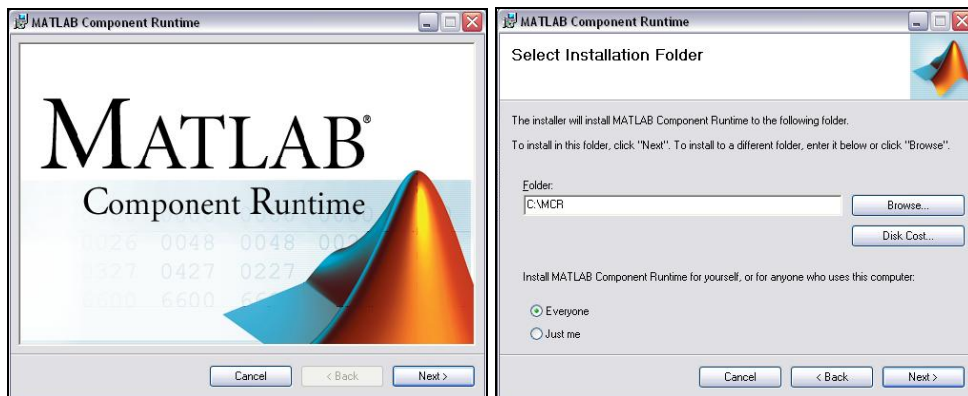 MATLAB Component Runtime
MATLAB®
Component Runtime
0026 0048 0048
0327 0427 0227
0600 6600
Cancel < Back Next >
MATLAB Component Runtime
Select Installation Folder
The installer will install MATLAB Component Runtime to the following folder.
To install in this folder, click "Next". To install to a different folder, enter it below or click "Browse".
Folder:
C:\MCR
Browse...
Disk Cost...
Install MATLAB Component Runtime for yourself, or for anyone who uses this computer:
Everyone
Just me
Cancel < Back Next >